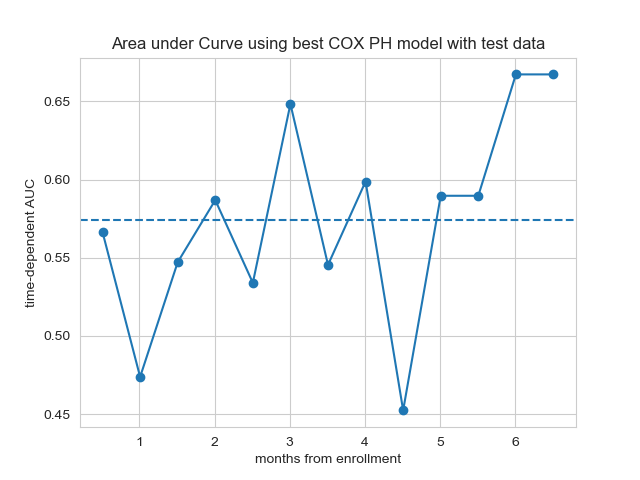 Area under Curve using best COX PH model with test data
time-dependent AUC
0.65
0.60
0.55
0.50
0.45
1 2 3 4 5 6
months from enrollment